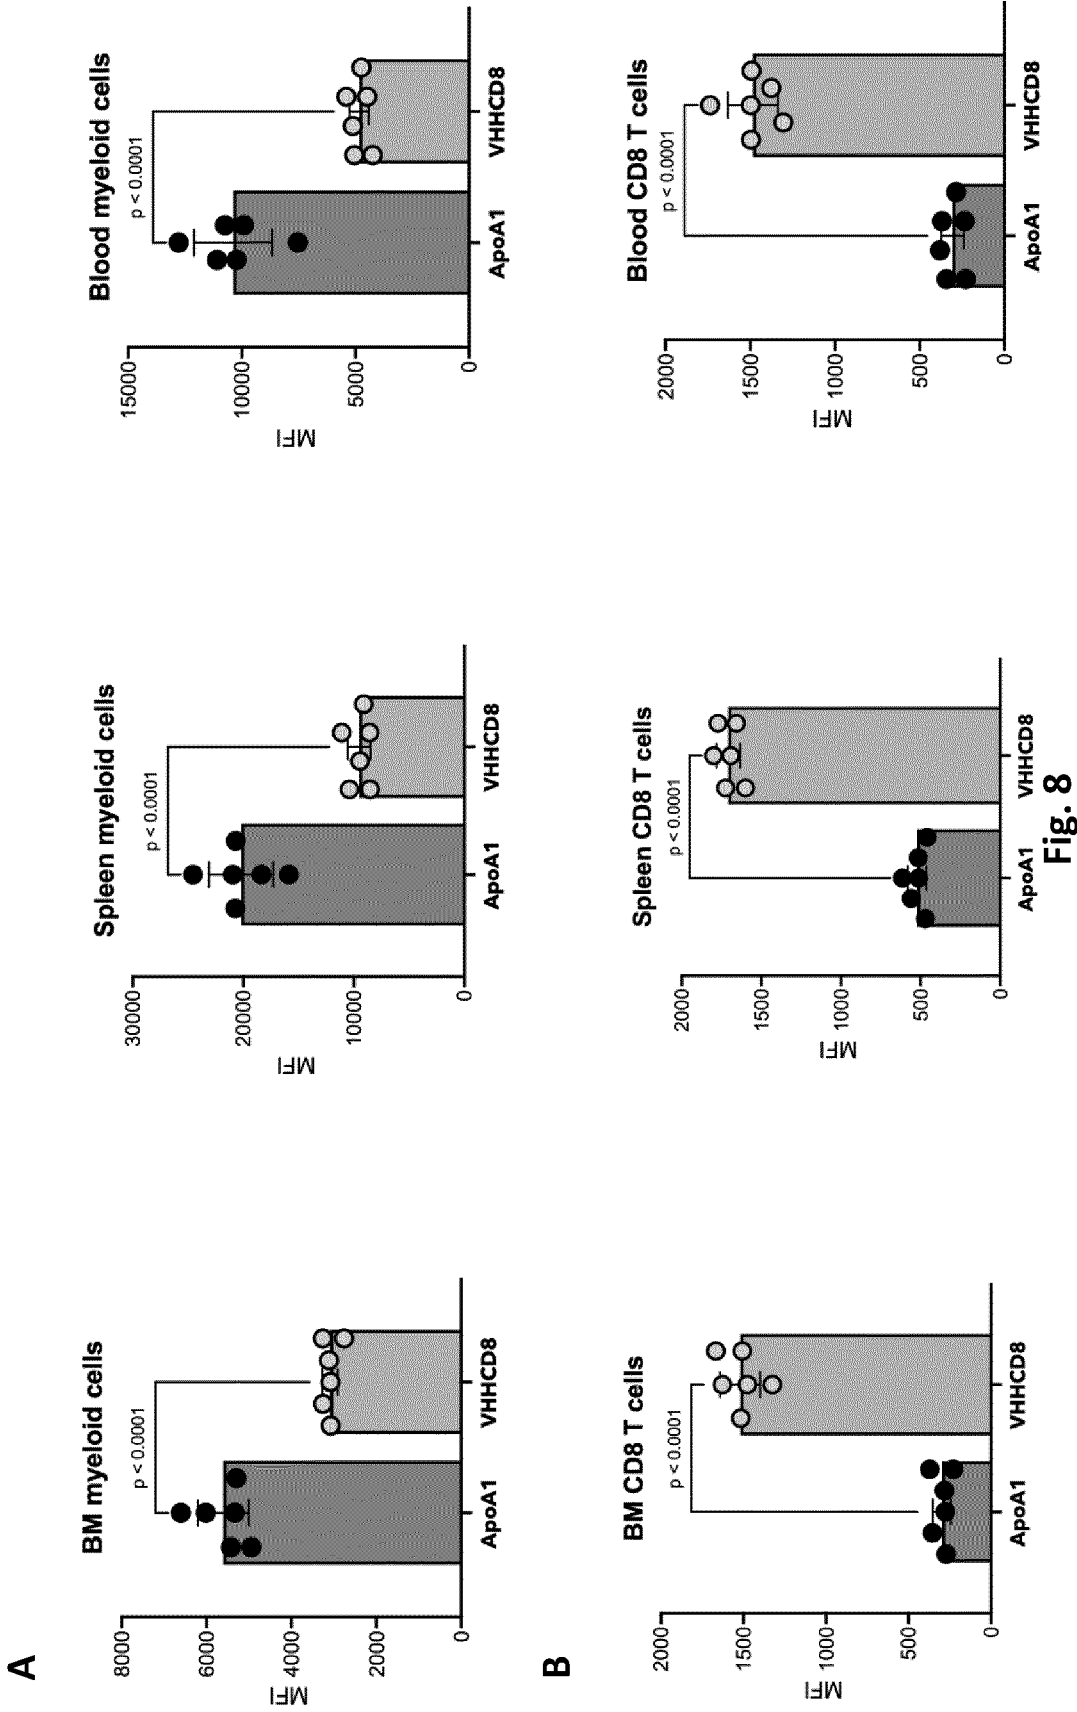 A
BM myeloid cells
p < 0.0001
MFI
8000
6000
4000
2000
0
ApoA1
VHHCD8
Spleen myeloid cells
p < 0.0001
MFI
30000
20000
10000
0
ApoA1
VHHCD8
Blood myeloid cells
p < 0.0001
MFI
15000
10000
5000
0
ApoA1
VHHCD8
B
BM CD8 T cells
p < 0.0001
MFI
2000
1500
1000
500
0
ApoA1
VHHCD8
Spleen CD8 T cells
p < 0.0001
MFI
2000
1500
1000
500
0
ApoA1
VHHCD8
Blood CD8 T cells
p < 0.0001
MFI
2000
1500
1000
500
0
ApoA1
VHHCD8
Fig. 8